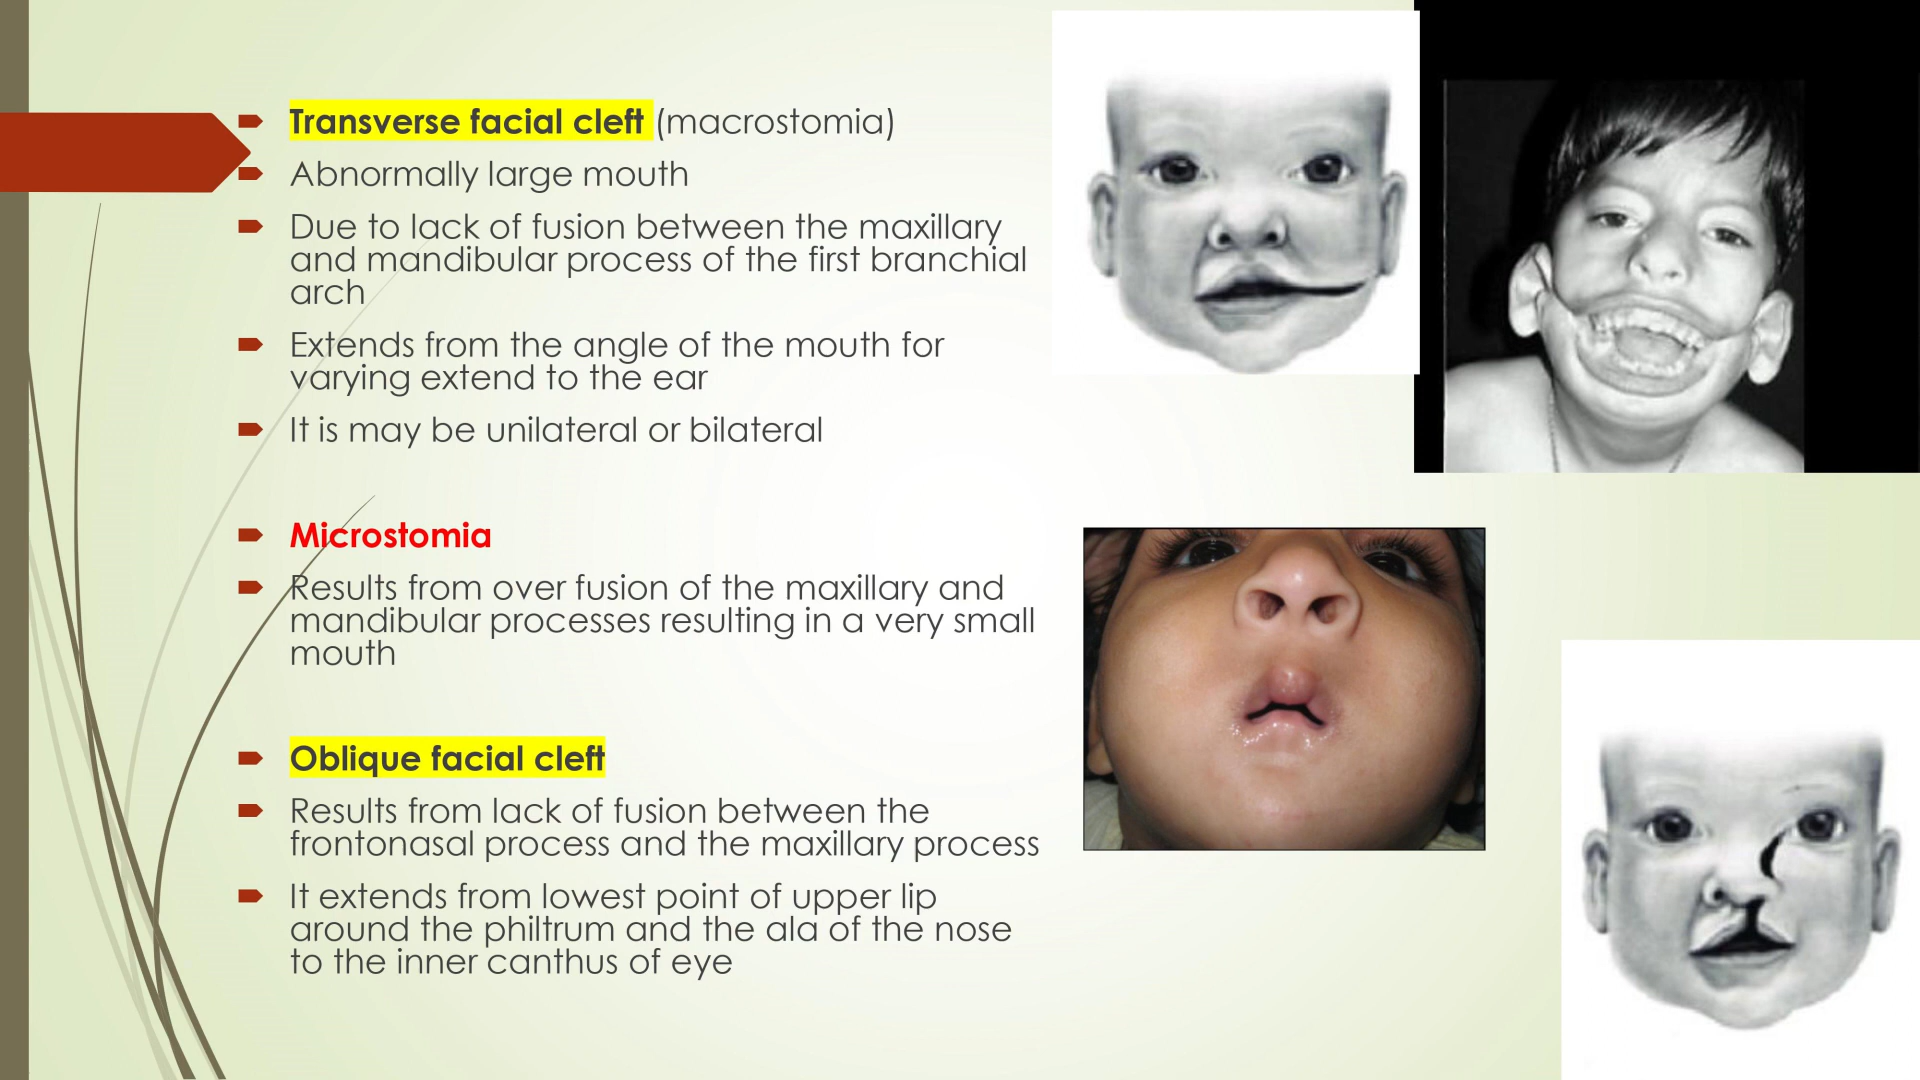 Transverse facial cleft (macrostomia)
Abnormally large mouth
Due to lack of fusion between the maxillary
and mandibular process of the first branchial
arch
Extends from the angle of the mouth for
varying extend to the ear
It is may be unilateral or bilateral
Microstomia
Results from over fusion of the maxillary and
mandibular processes resulting in a very small
mouth
Oblique facial cleft
Results from lack of fusion between the
frontonasal process and the maxillary process
It extends from lowest point of upper lip
around the philtrum and the ala of the nose
to the inner canthus of eye